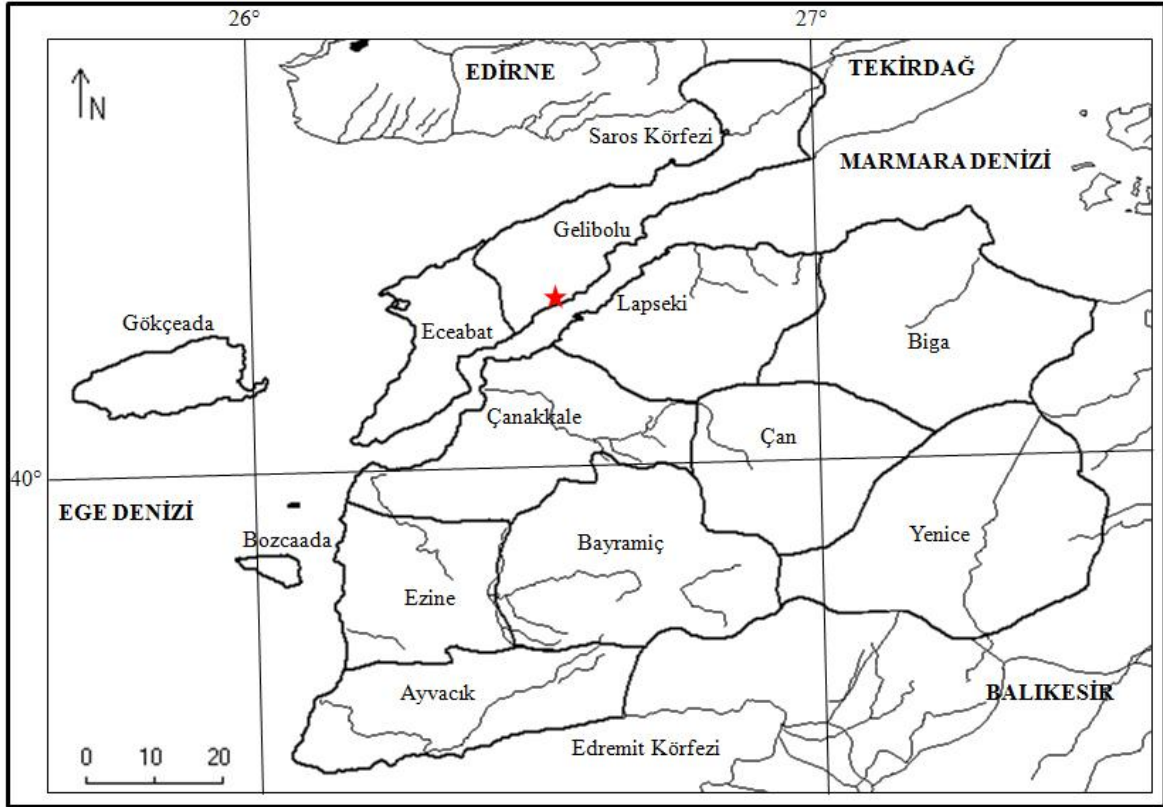 26°
27°
N
EDİRNE
TEKİRDAĞ
Saros Körfezi
MARMARA DENİZİ
Gelibolu
Lapseki
Gökçeada
Eceabat
Biga
Çanakkale
Çan
40°
EGE DENİZİ
Bozcaada
Bayramiç
Yenice
Ezine
Ayvacık
BALIKESİR
Edremit Körfezi
0 10 20